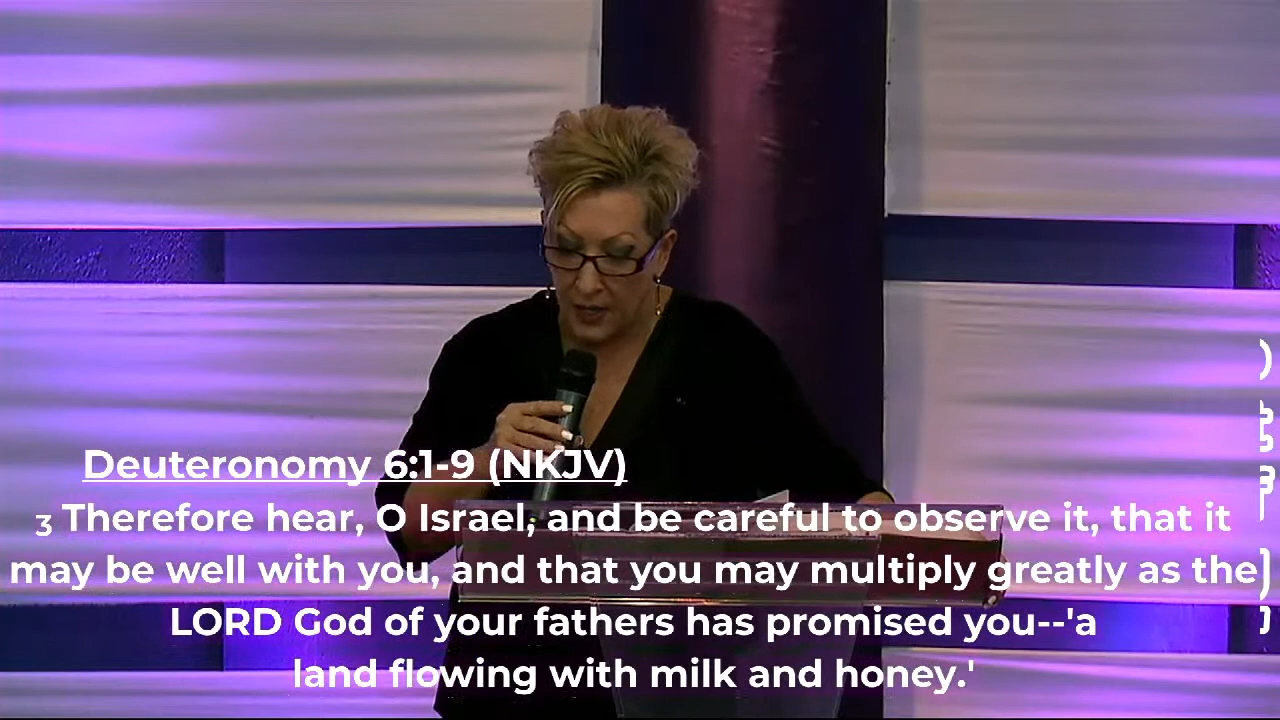 Deuteronomy 6:1-9 (NKJV)
3 Therefore hear, O Israel, and be careful to observe it, that it
may be well with you, and that you may multiply greatly as the
LORD God of your fathers has promised you--'a
land flowing with milk and honey.'